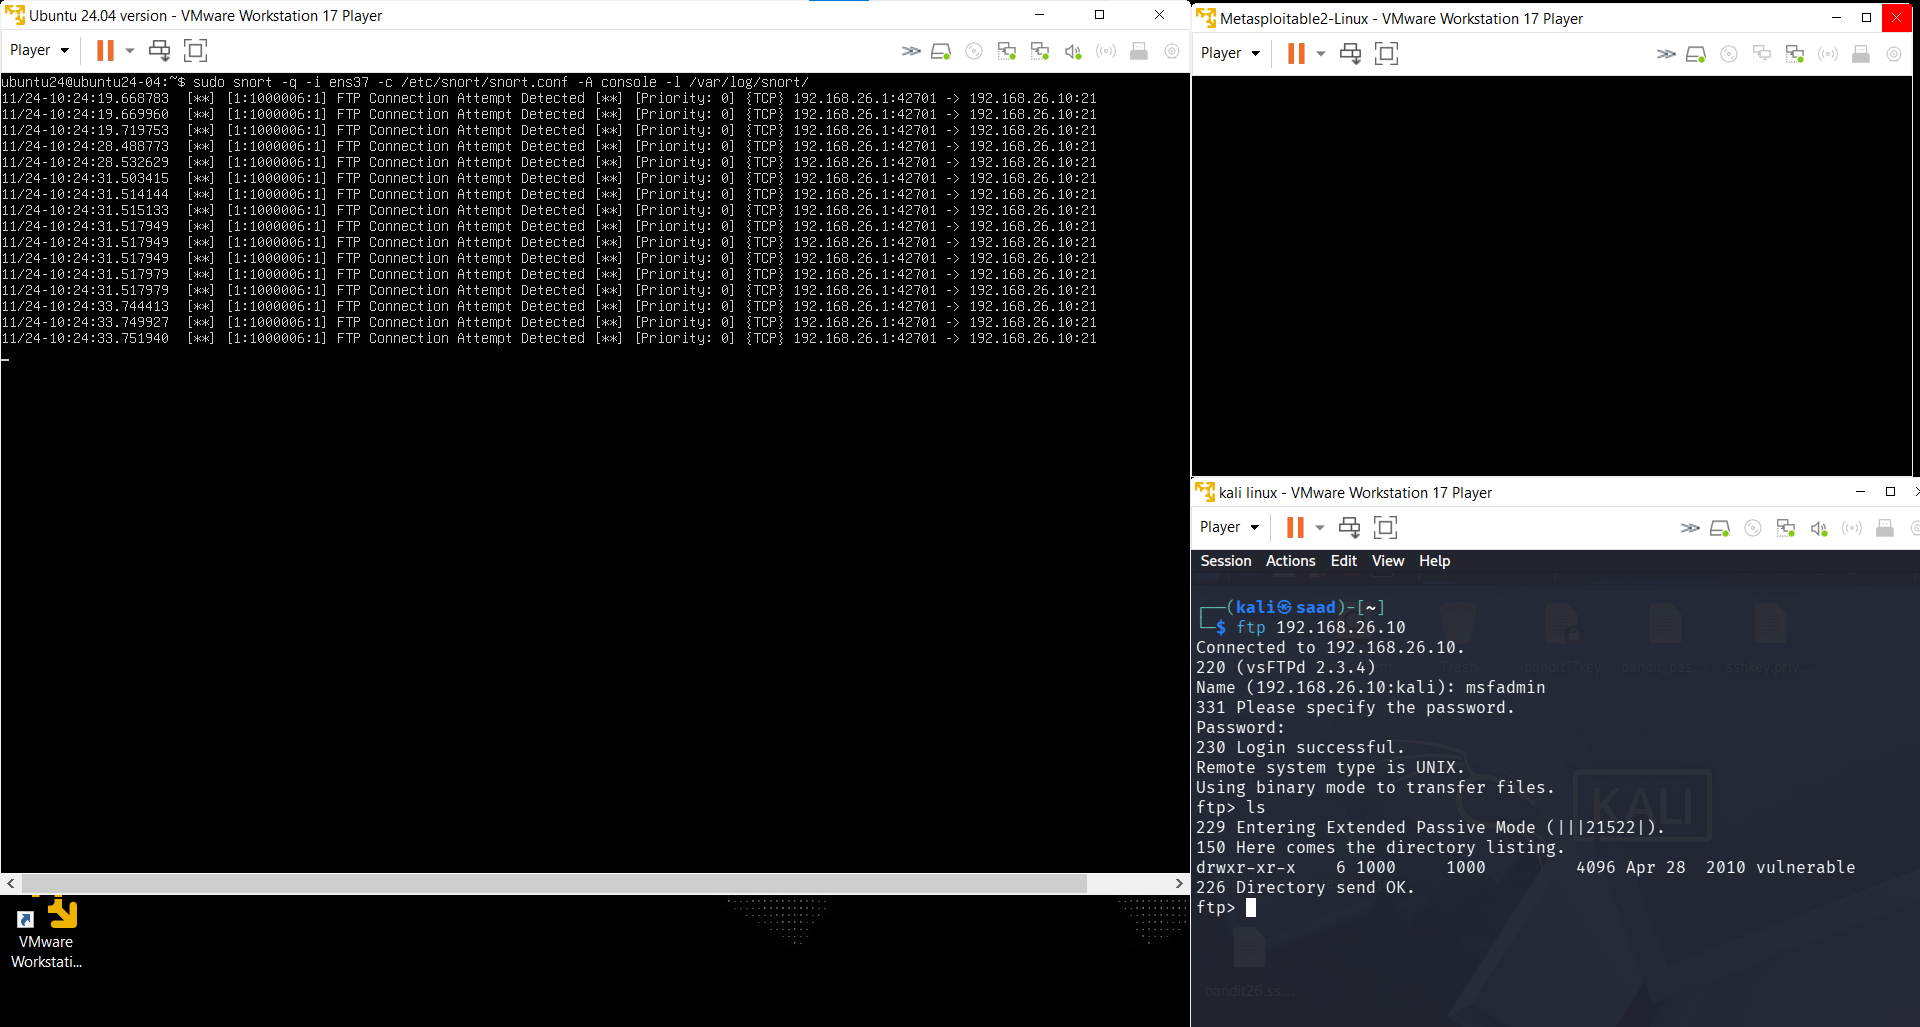 Ubuntu 24.04 version - VMware Workstation 17 Player
Player
ubuntu24@ubuntu24-04:~$ sudo snort -q -i ens37 -c /etc/snort/snort.conf -A console -l /var/log/snort/
11/24-10:24:19.668783  [**] [1:1000006:1] FTP Connection Attempt Detected [**] [Priority: 0] {TCP} 192.168.26.1:42701 -> 192.168.26.10:21
11/24-10:24:19.669960  [**] [1:1000006:1] FTP Connection Attempt Detected [**] [Priority: 0] {TCP} 192.168.26.1:42701 -> 192.168.26.10:21
11/24-10:24:19.719753  [**] [1:1000006:1] FTP Connection Attempt Detected [**] [Priority: 0] {TCP} 192.168.26.1:42701 -> 192.168.26.10:21
11/24-10:24:28.488773  [**] [1:1000006:1] FTP Connection Attempt Detected [**] [Priority: 0] {TCP} 192.168.26.1:42701 -> 192.168.26.10:21
11/24-10:24:28.532629  [**] [1:1000006:1] FTP Connection Attempt Detected [**] [Priority: 0] {TCP} 192.168.26.1:42701 -> 192.168.26.10:21
11/24-10:24:31.503415  [**] [1:1000006:1] FTP Connection Attempt Detected [**] [Priority: 0] {TCP} 192.168.26.1:42701 -> 192.168.26.10:21
11/24-10:24:31.514144  [**] [1:1000006:1] FTP Connection Attempt Detected [**] [Priority: 0] {TCP} 192.168.26.1:42701 -> 192.168.26.10:21
11/24-10:24:31.515133  [**] [1:1000006:1] FTP Connection Attempt Detected [**] [Priority: 0] {TCP} 192.168.26.1:42701 -> 192.168.26.10:21
11/24-10:24:31.517949  [**] [1:1000006:1] FTP Connection Attempt Detected [**] [Priority: 0] {TCP} 192.168.26.1:42701 -> 192.168.26.10:21
11/24-10:24:31.517949  [**] [1:1000006:1] FTP Connection Attempt Detected [**] [Priority: 0] {TCP} 192.168.26.1:42701 -> 192.168.26.10:21
11/24-10:24:31.517949  [**] [1:1000006:1] FTP Connection Attempt Detected [**] [Priority: 0] {TCP} 192.168.26.1:42701 -> 192.168.26.10:21
11/24-10:24:31.517979  [**] [1:1000006:1] FTP Connection Attempt Detected [**] [Priority: 0] {TCP} 192.168.26.1:42701 -> 192.168.26.10:21
11/24-10:24:31.517979  [**] [1:1000006:1] FTP Connection Attempt Detected [**] [Priority: 0] {TCP} 192.168.26.1:42701 -> 192.168.26.10:21
11/24-10:24:33.744413  [**] [1:1000006:1] FTP Connection Attempt Detected [**] [Priority: 0] {TCP} 192.168.26.1:42701 -> 192.168.26.10:21
11/24-10:24:33.749927  [**] [1:1000006:1] FTP Connection Attempt Detected [**] [Priority: 0] {TCP} 192.168.26.1:42701 -> 192.168.26.10:21
11/24-10:24:33.751940  [**] [1:1000006:1] FTP Connection Attempt Detected [**] [Priority: 0] {TCP} 192.168.26.1:42701 -> 192.168.26.10:21
VMware
Workstati...
Metasploitable2-Linux - VMware Workstation 17 Player
Player
kali linux - VMware Workstation 17 Player
Player
Session Actions Edit View Help
┌──(kali㉿saad)-[~]
└─$ ftp 192.168.26.10
Connected to 192.168.26.10.
220 (vsFTPd 2.3.4)
Name (192.168.26.10:kali): msfadmin
331 Please specify the password.
Password:
230 Login successful.
Remote system type is UNIX.
Using binary mode to transfer files.
ftp> ls
229 Entering Extended Passive Mode (|||21522|).
150 Here comes the directory listing.
drwxr-xr-x    6 1000     1000         4096 Apr 28  2010 vulnerable
226 Directory send OK.
ftp>
Trash
bandit17key
bandit_pas...
sshkey.priv...
KALI
bandit26.ss...